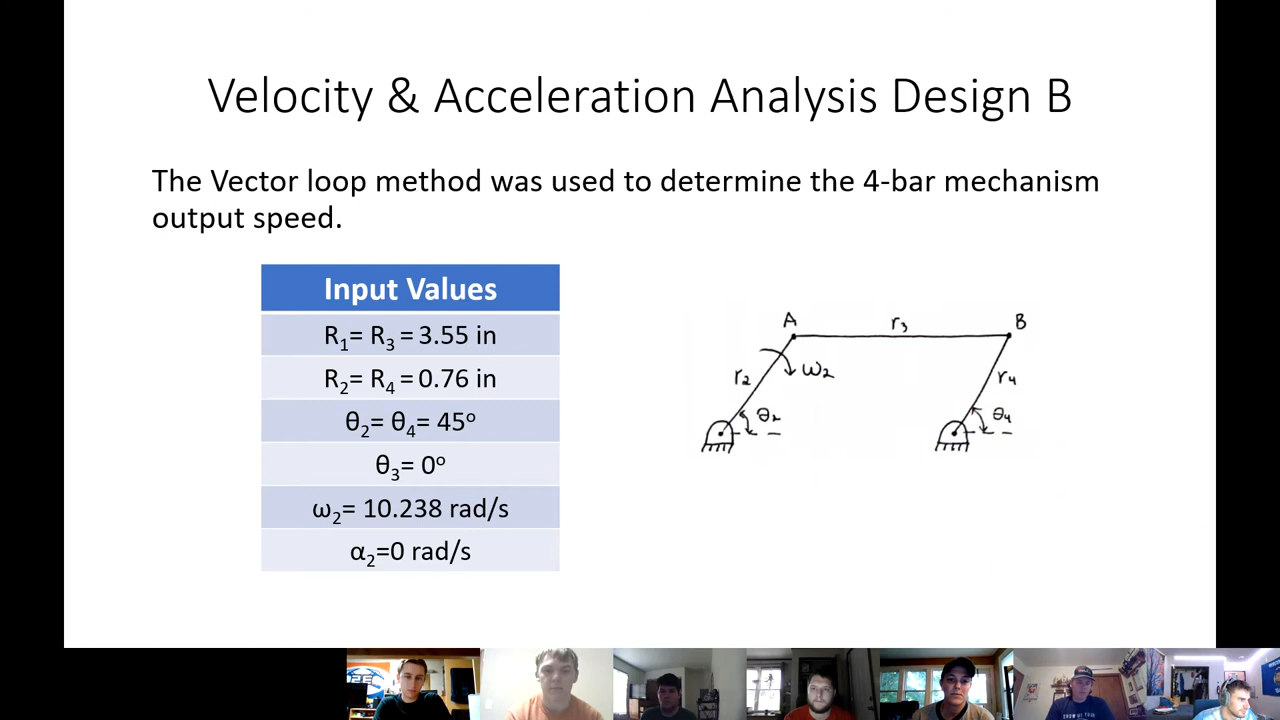 Velocity & Acceleration Analysis Design B
The Vector loop method was used to determine the 4-bar mechanism
output speed.
Input Values
R₁= R₃ = 3.55 in
R₂= R₄ = 0.76 in
θ₂= θ₄= 45°
θ₃= 0°
ω₂= 10.238 rad/s
α₂=0 rad/s
A
r₃
B
r₂
ω₂
r₄
θ₂
θ₄